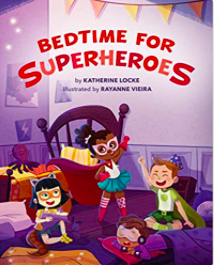 BEDTIME FOR
SUPERHEROES
by KATHERINE LOCKE
illustrated by RAYANNE VIEIRA